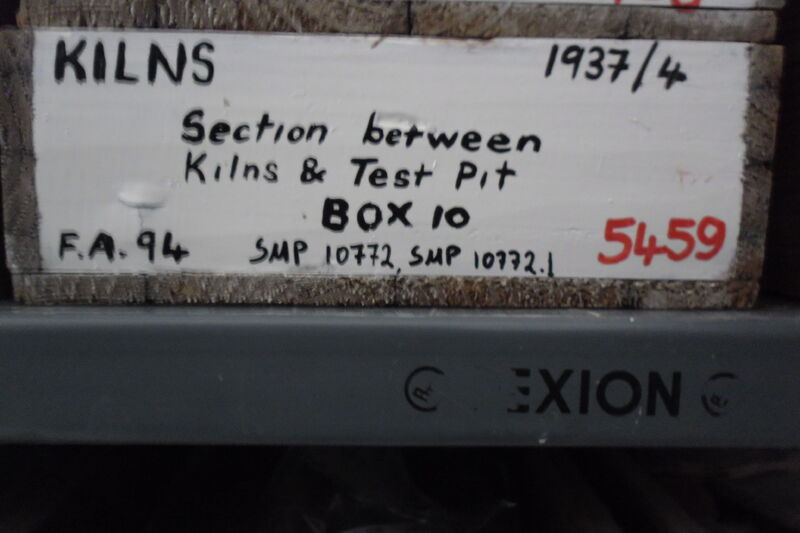 KILNS 1937/4
Section between
Kilns & Test Pit
BOX 10
F.A. 94 SMP 10772, SMP 10772.1 5459
EXION